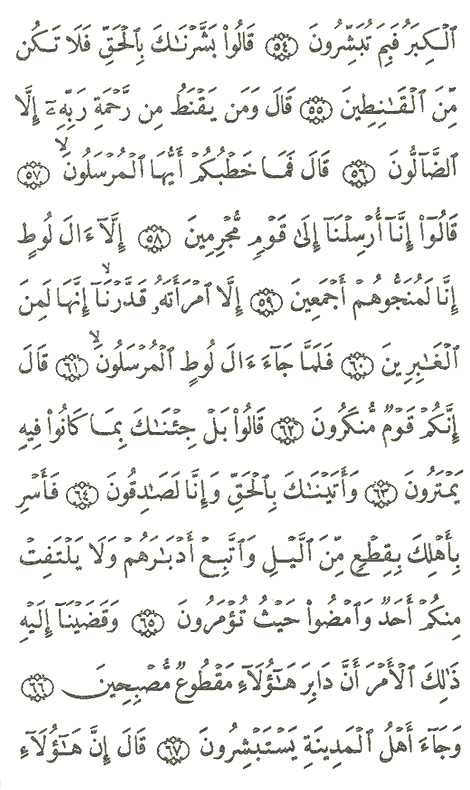 ٱلۡكِبَرُ فَبِمَ تُبَشِّرُونَ ۝٥٤ قَالُواْ بَشَّرۡنَٰكَ بِٱلۡحَقِّ فَلَا تَكُن
مِّنَ ٱلۡقَٰنِطِينَ ۝٥٥ قَالَ وَمَن يَقۡنَطُ مِن رَّحۡمَةِ رَبِّهِۦٓ إِلَّا
ٱلضَّآلُّونَ ۝٥٦ قَالَ فَمَا خَطۡبُكُمۡ أَيُّهَا ٱلۡمُرۡسَلُونَ ۙ ۝٥٧
قَالُوٓاْ إِنَّآ أُرۡسِلۡنَآ إِلَىٰ قَوۡمٖ مُّجۡرِمِينَ ۝٥٨ إِلَّآ ءَالَ لُوطٍ
إِنَّا لَمُنَجُّوهُمۡ أَجۡمَعِينَ ۝٥٩ إِلَّا ٱمۡرَأَتَهُۥ قَدَّرۡنَآ ۙ إِنَّهَا لَمِنَ
ٱلۡغَٰبِرِينَ ۝٦٠ فَلَمَّا جَآءَ ءَالَ لُوطٍ ٱلۡمُرۡسَلُونَ ۙ ۝٦١ قَالَ
إِنَّكُمۡ قَوۡمٞ مُّنكَرُونَ ۝٦٢ قَالُواْ بَلۡ جِئۡنَٰكَ بِمَا كَانُواْ فِيهِ
يَمۡتَرُونَ ۝٦٣ وَأَتَيۡنَٰكَ بِٱلۡحَقِّ وَإِنَّا لَصَٰدِقُونَ ۝٦٤ فَأَسۡرِ
بِأَهۡلِكَ بِقِطۡعٖ مِّنَ ٱلَّيۡلِ وَٱتَّبِعۡ أَدۡبَٰرَهُمۡ وَلَا يَلۡتَفِتۡ
مِنكُمۡ أَحَدٞ وَٱمۡضُواْ حَيۡثُ تُؤۡمَرُونَ ۝٦٥ وَقَضَيۡنَآ إِلَيۡهِ
ذَٰلِكَ ٱلۡأَمۡرَ أَنَّ دَابِرَ هَٰٓؤُلَآءِ مَقۡطُوعٞ مُّصۡبِحِينَ ۝٦٦
وَجَآءَ أَهۡلُ ٱلۡمَدِينَةِ يَسۡتَبۡشِرُونَ ۝٦٧ قَالَ إِنَّ هَٰٓؤُلَآءِ